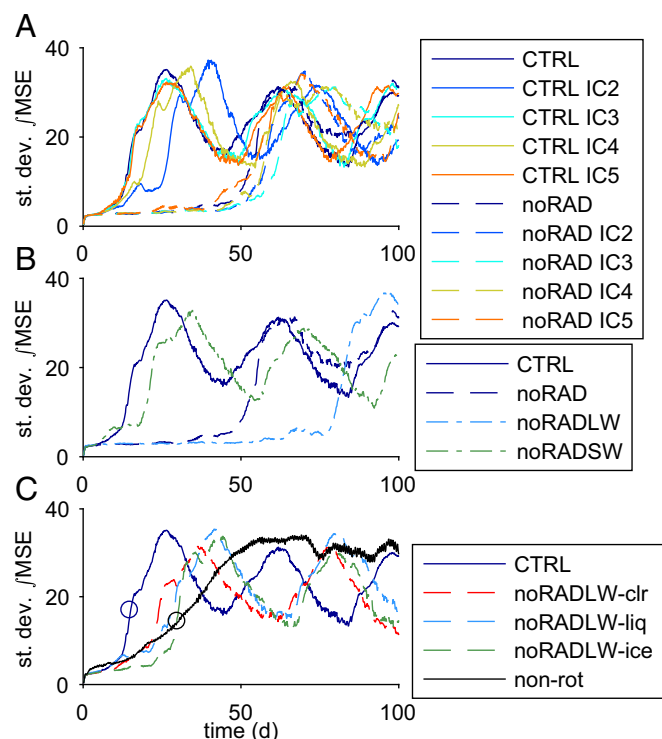 A
st. dev. ∫MSE
40
20
0
0
50
100
CTRL
CTRL IC2
CTRL IC3
CTRL IC4
CTRL IC5
noRAD
noRAD IC2
noRAD IC3
noRAD IC4
noRAD IC5
B
st. dev. ∫MSE
40
20
0
0
50
100
CTRL
noRAD
noRADLW
noRADSW
C
st. dev. ∫MSE
40
20
0
0
50
100
time (d)
CTRL
noRADLW-clr
noRADLW-liq
noRADLW-ice
non-rot